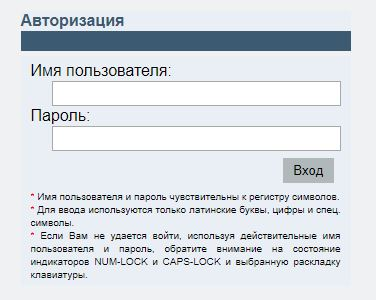 Авторизация
Имя пользователя:
Пароль:
Вход
* Имя пользователя и пароль чувствительны к регистру символов.
* Для ввода используются только латинские буквы, цифры и спец.
символы.
* Если Вам не удается войти, используя действительные имя
пользователя и пароль, обратите внимание на состояние
индикаторов NUM-LOCK и CAPS-LOCK и выбранную раскладку
клавиатуры.